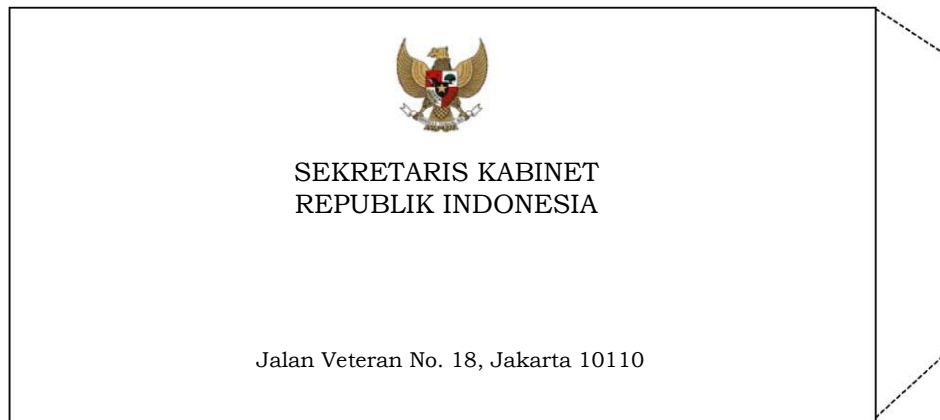 SEKRETARIS KABINET
REPUBLIK INDONESIA
Jalan Veteran No. 18, Jakarta 10110